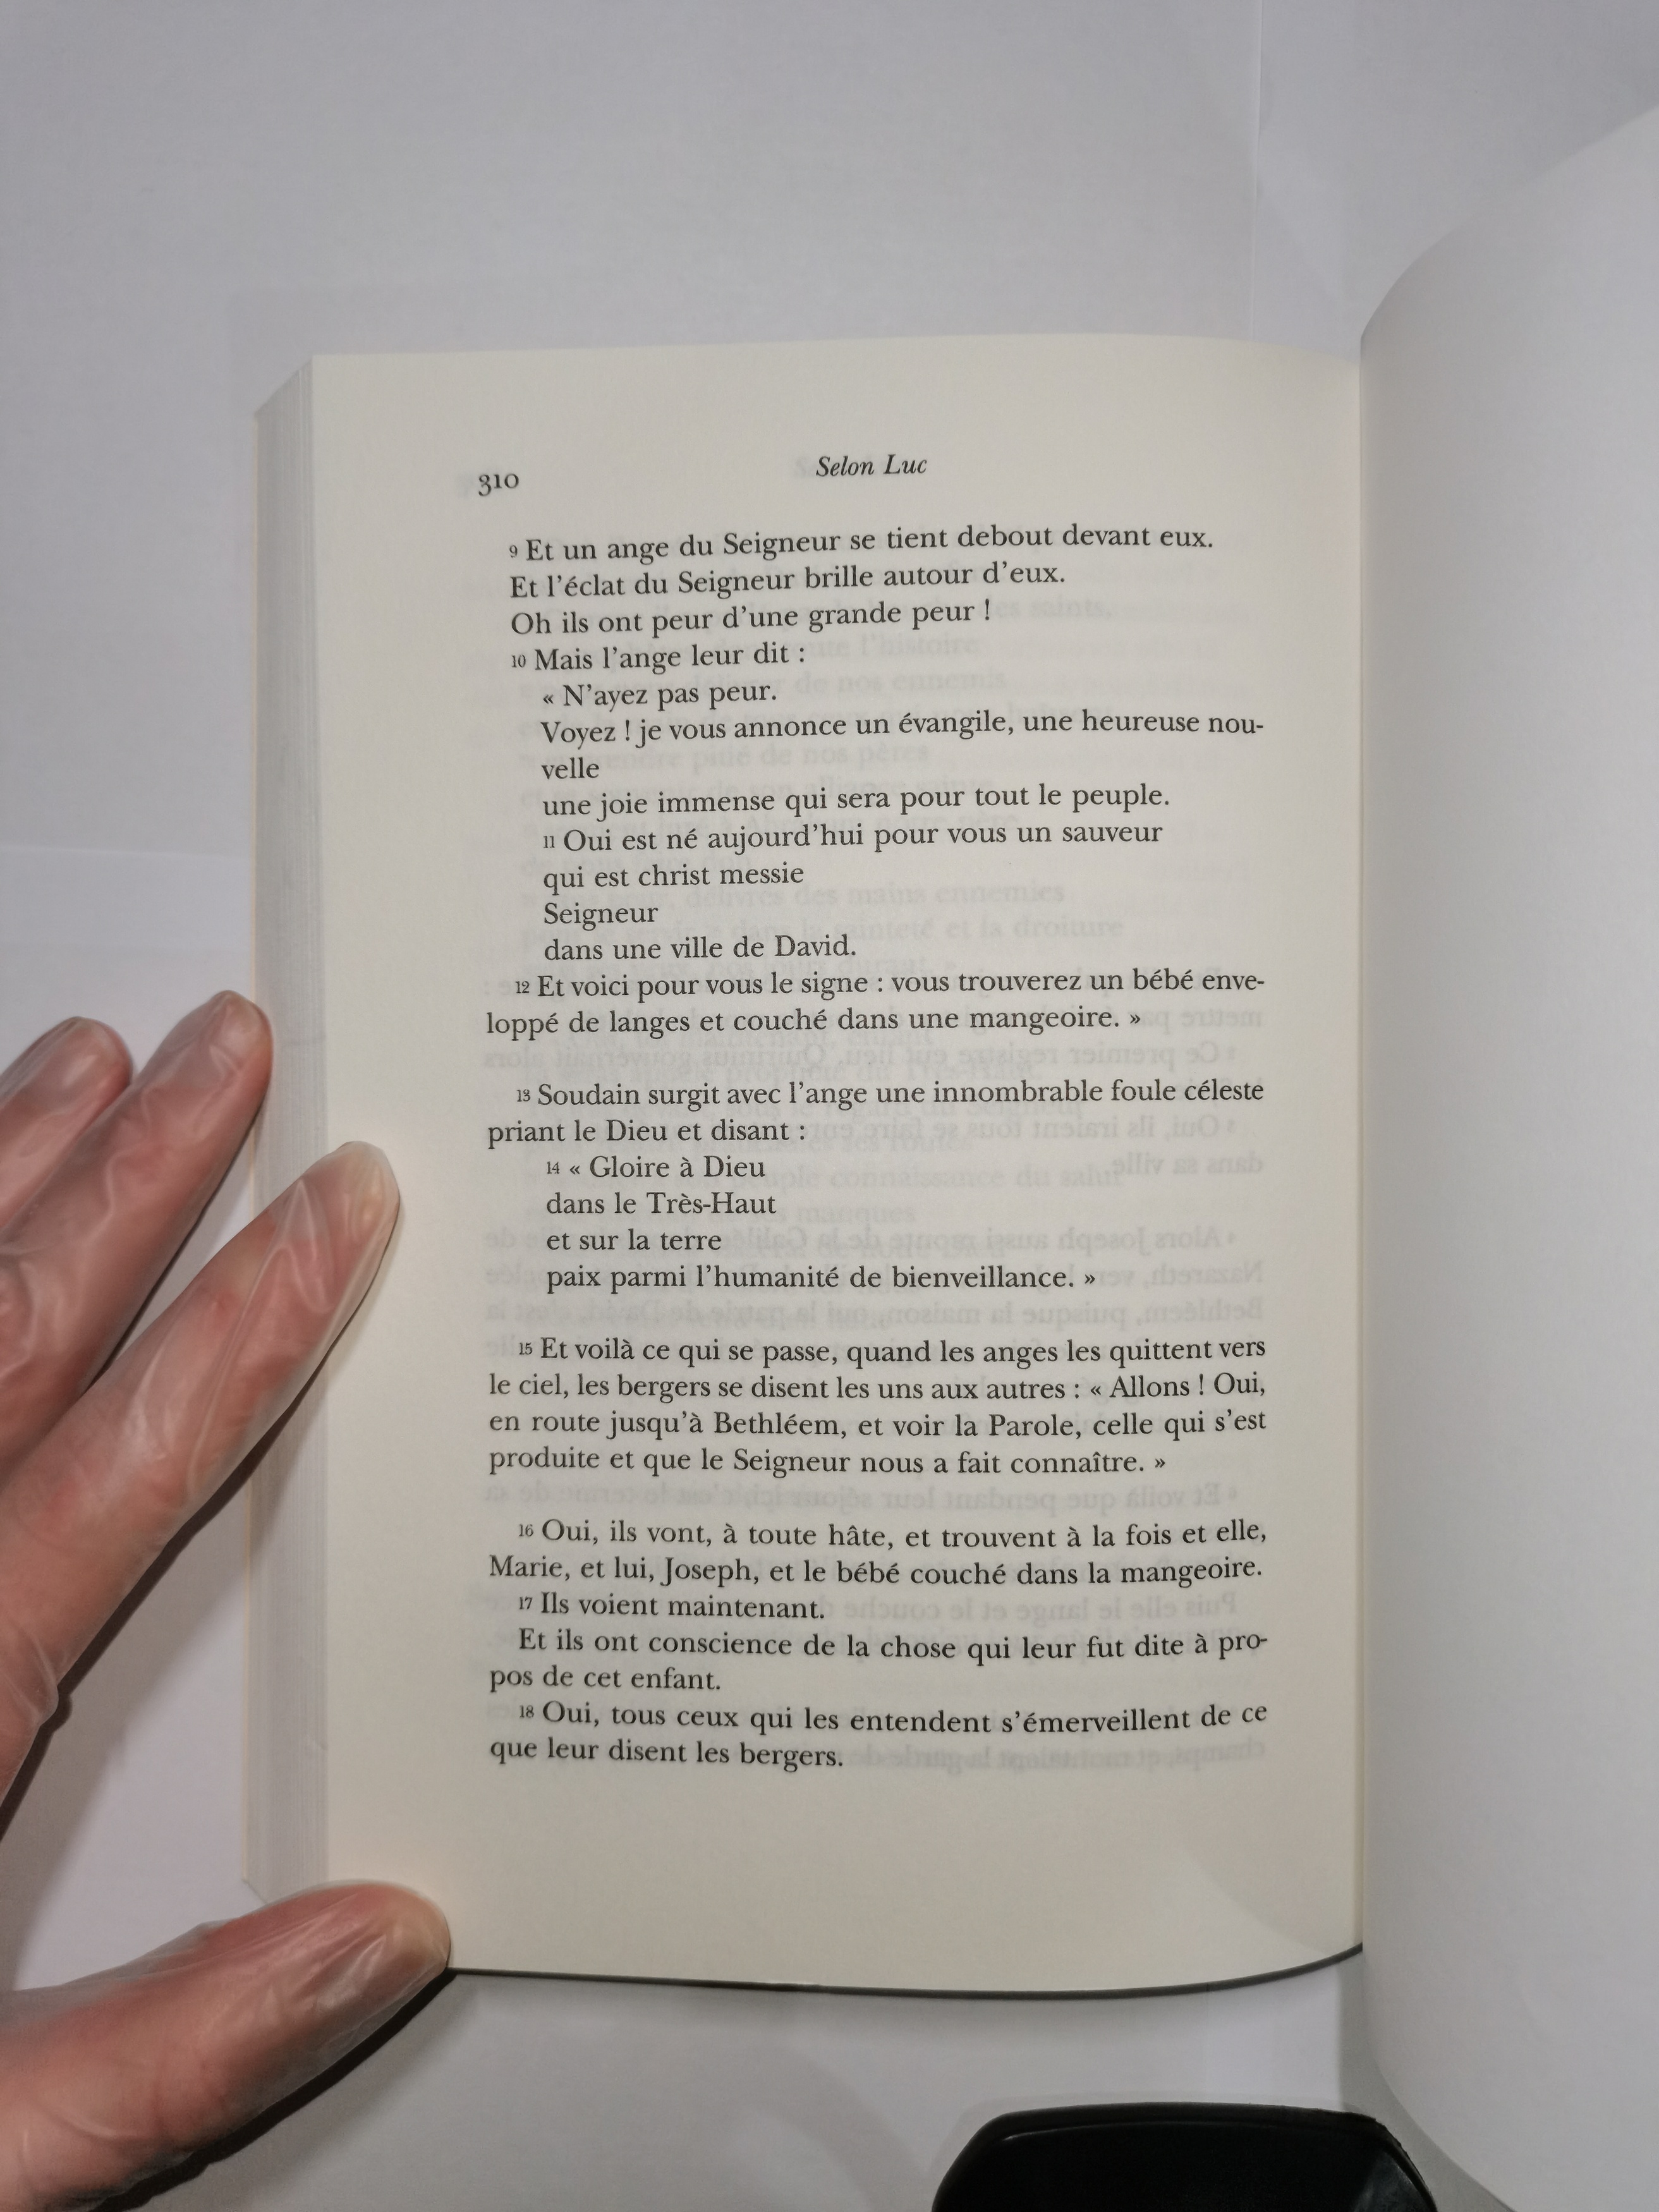 310
Selon Luc
9 Et un ange du Seigneur se tient debout devant eux.
Et l'éclat du Seigneur brille autour d'eux.
Oh ils ont peur d'une grande peur !
10 Mais l'ange leur dit :
« N'ayez pas peur.
Voyez ! je vous annonce un évangile, une heureuse nou-
velle
une joie immense qui sera pour tout le peuple.
11 Oui est né aujourd'hui pour vous un sauveur
qui est christ messie
Seigneur
dans une ville de David.
12 Et voici pour vous le signe : vous trouverez un bébé enve-
loppé de langes et couché dans une mangeoire. »
13 Soudain surgit avec l'ange une innombrable foule céleste
priant le Dieu et disant :
14 « Gloire à Dieu
dans le Très-Haut
et sur la terre
paix parmi l'humanité de bienveillance. »
15 Et voilà ce qui se passe, quand les anges les quittent vers
le ciel, les bergers se disent les uns aux autres : « Allons ! Oui,
en route jusqu'à Bethléem, et voir la Parole, celle qui s'est
produite et que le Seigneur nous a fait connaître. »
16 Oui, ils vont, à toute hâte, et trouvent à la fois et elle,
Marie, et lui, Joseph, et le bébé couché dans la mangeoire.
17 Ils voient maintenant.
Et ils ont conscience de la chose qui leur fut dite à pro-
pos de cet enfant.
18 Oui, tous ceux qui les entendent s'émerveillent de ce
que leur disent les bergers.